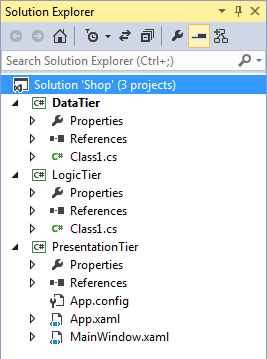 Solution Explorer
Search Solution Explorer (Ctrl+;)
Solution 'Shop' (3 projects)
C# DataTier
Properties
References
C# Class1.cs
C# LogicTier
Properties
References
C# Class1.cs
C# PresentationTier
Properties
References
App.config
App.xaml
MainWindow.xaml